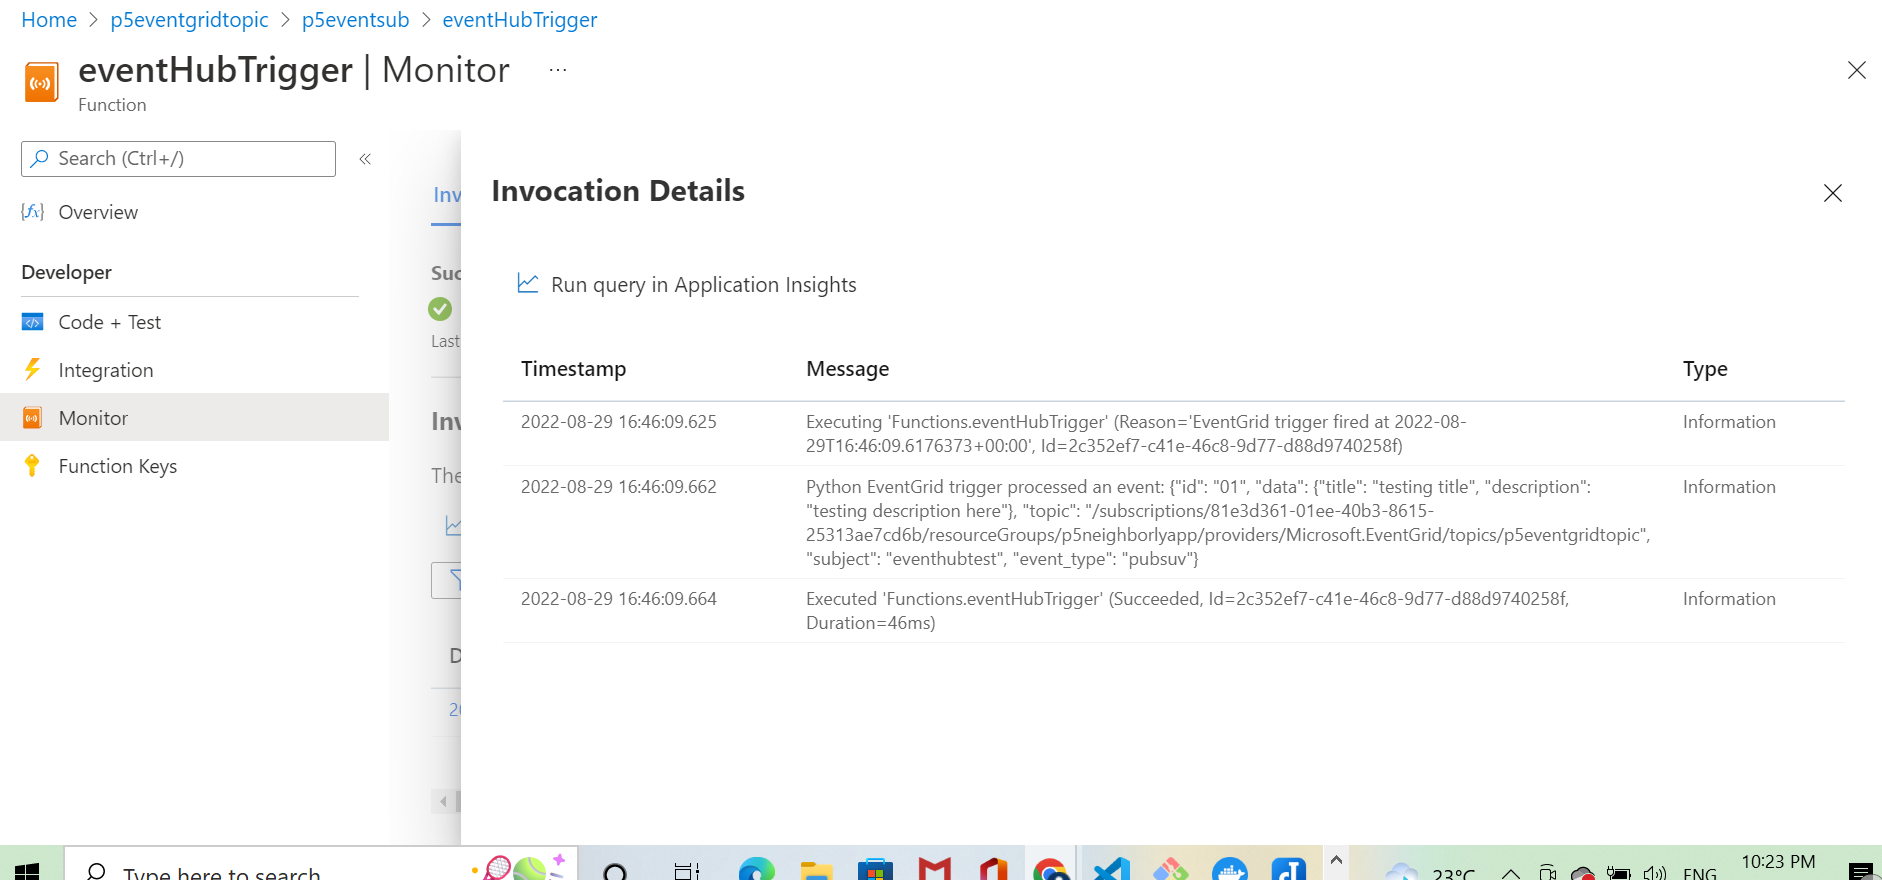 Home > p5eventgridtopic > p5eventsub > eventHubTrigger
eventHubTrigger | Monitor ...
Function
Search (Ctrl+/)
«
Overview
Developer
Code + Test
Integration
Monitor
Function Keys
Inv
Suc
Last
Inv
The
D
20
Invocation Details
Run query in Application Insights
Timestamp Message Type
2022-08-29 16:46:09.625 Executing 'Functions.eventHubTrigger' (Reason='EventGrid trigger fired at 2022-08- Information
29T16:46:09.6176373+00:00', Id=2c352ef7-c41e-46c8-9d77-d88d9740258f)
2022-08-29 16:46:09.662 Python EventGrid trigger processed an event: {"id": "01", "data": {"title": "testing title", "description": Information
"testing description here"}, "topic": "/subscriptions/81e3d361-01ee-40b3-8615-
25313ae7cd6b/resourceGroups/p5neighborlyapp/providers/Microsoft.EventGrid/topics/p5eventgridtopic",
"subject": "eventhubtest", "event_type": "pubsuv"}
2022-08-29 16:46:09.664 Executed 'Functions.eventHubTrigger' (Succeeded, Id=2c352ef7-c41e-46c8-9d77-d88d9740258f, Information
Duration=46ms)
Type here to search
23°C
ENG
10:23 PM